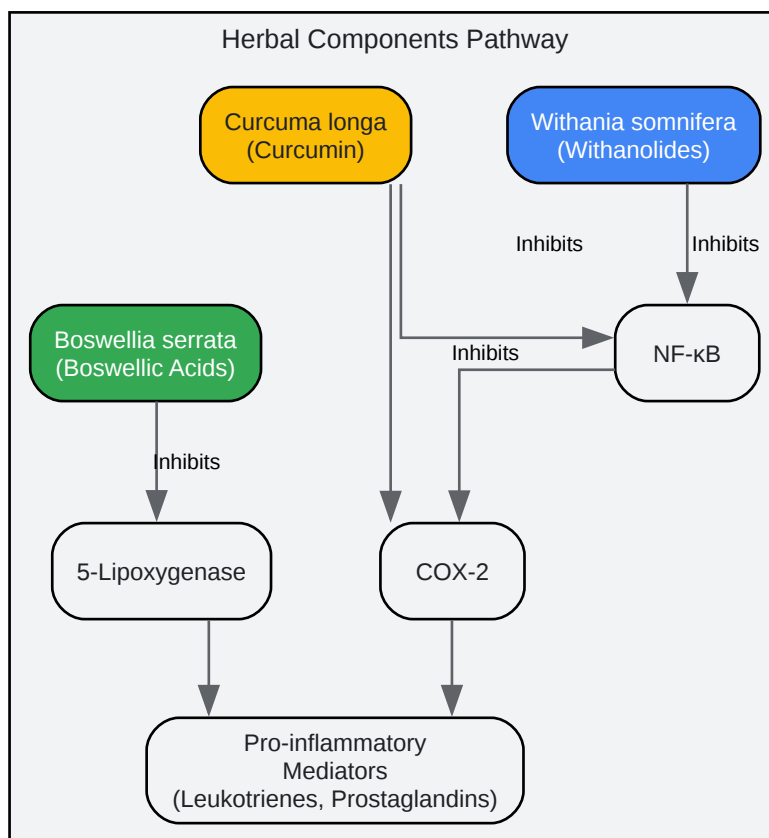 Herbal Components Pathway
Curcuma longa
(Curcumin)
Withania somnifera
(Withanolides)
Inhibits
Inhibits
Boswellia serrata
(Boswellic Acids)
Inhibits
NF-κB
Inhibits
5-Lipoxygenase
COX-2
Pro-inflammatory
Mediators
(Leukotrienes, Prostaglandins)